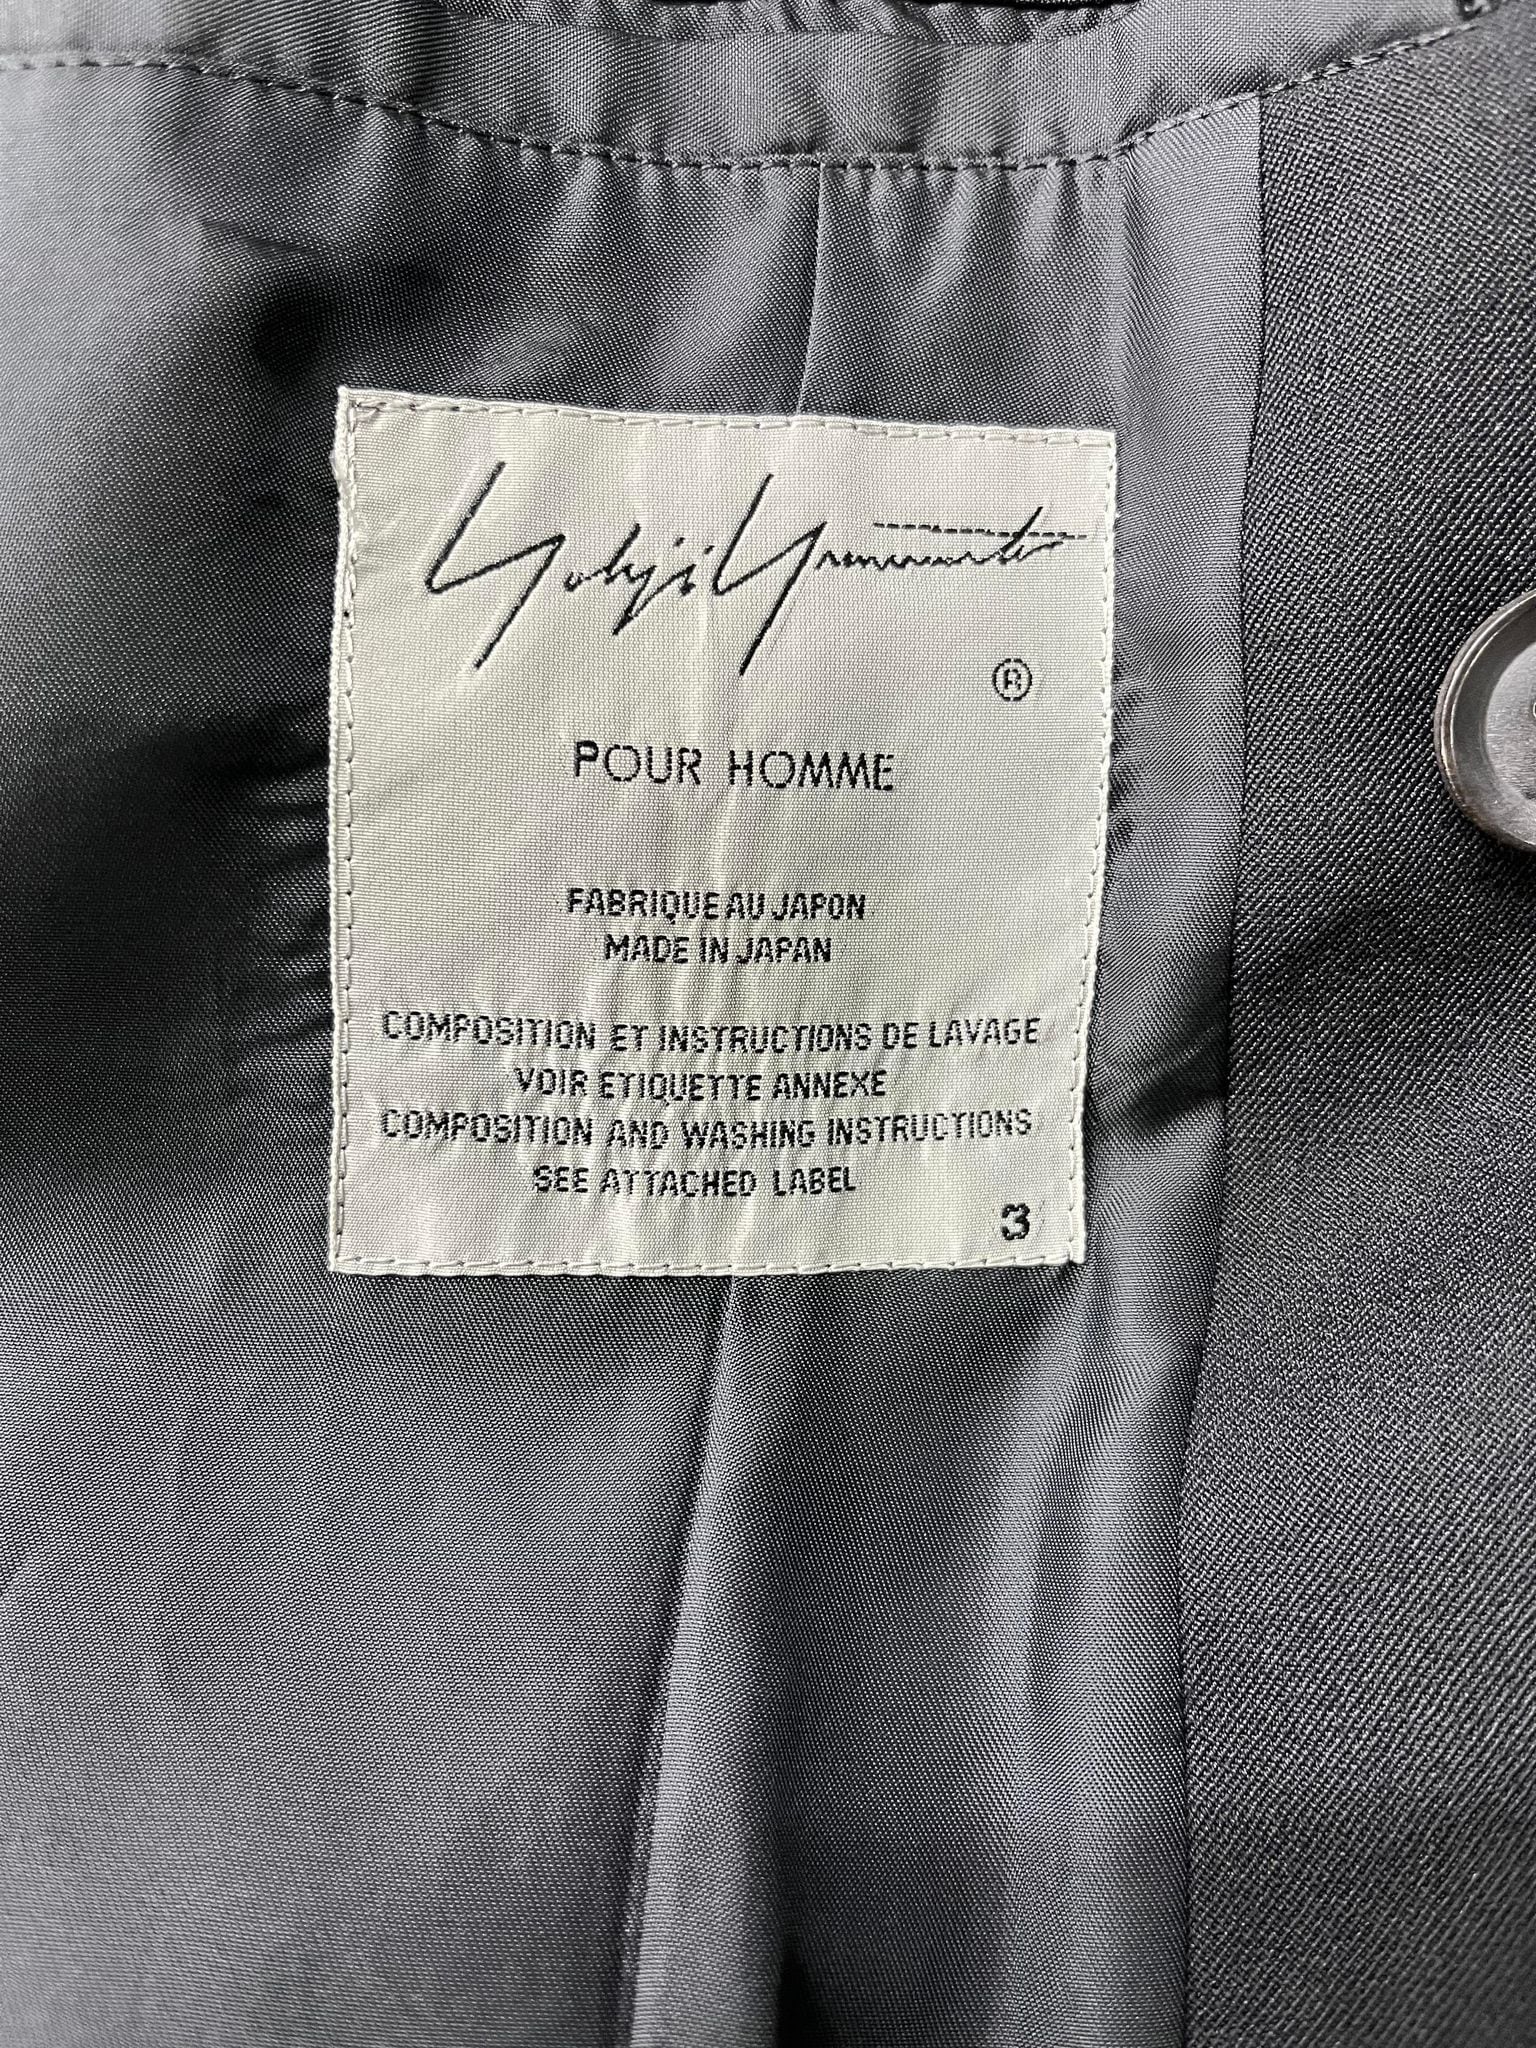 Yohji Yamamoto
®
POUR HOMME
FABRIQUE AU JAPON
MADE IN JAPAN
COMPOSITION ET INSTRUCTIONS DE LAVAGE
VOIR ETIQUETTE ANNEXE
COMPOSITION AND WASHING INSTRUCTIONS
SEE ATTACHED LABEL
3